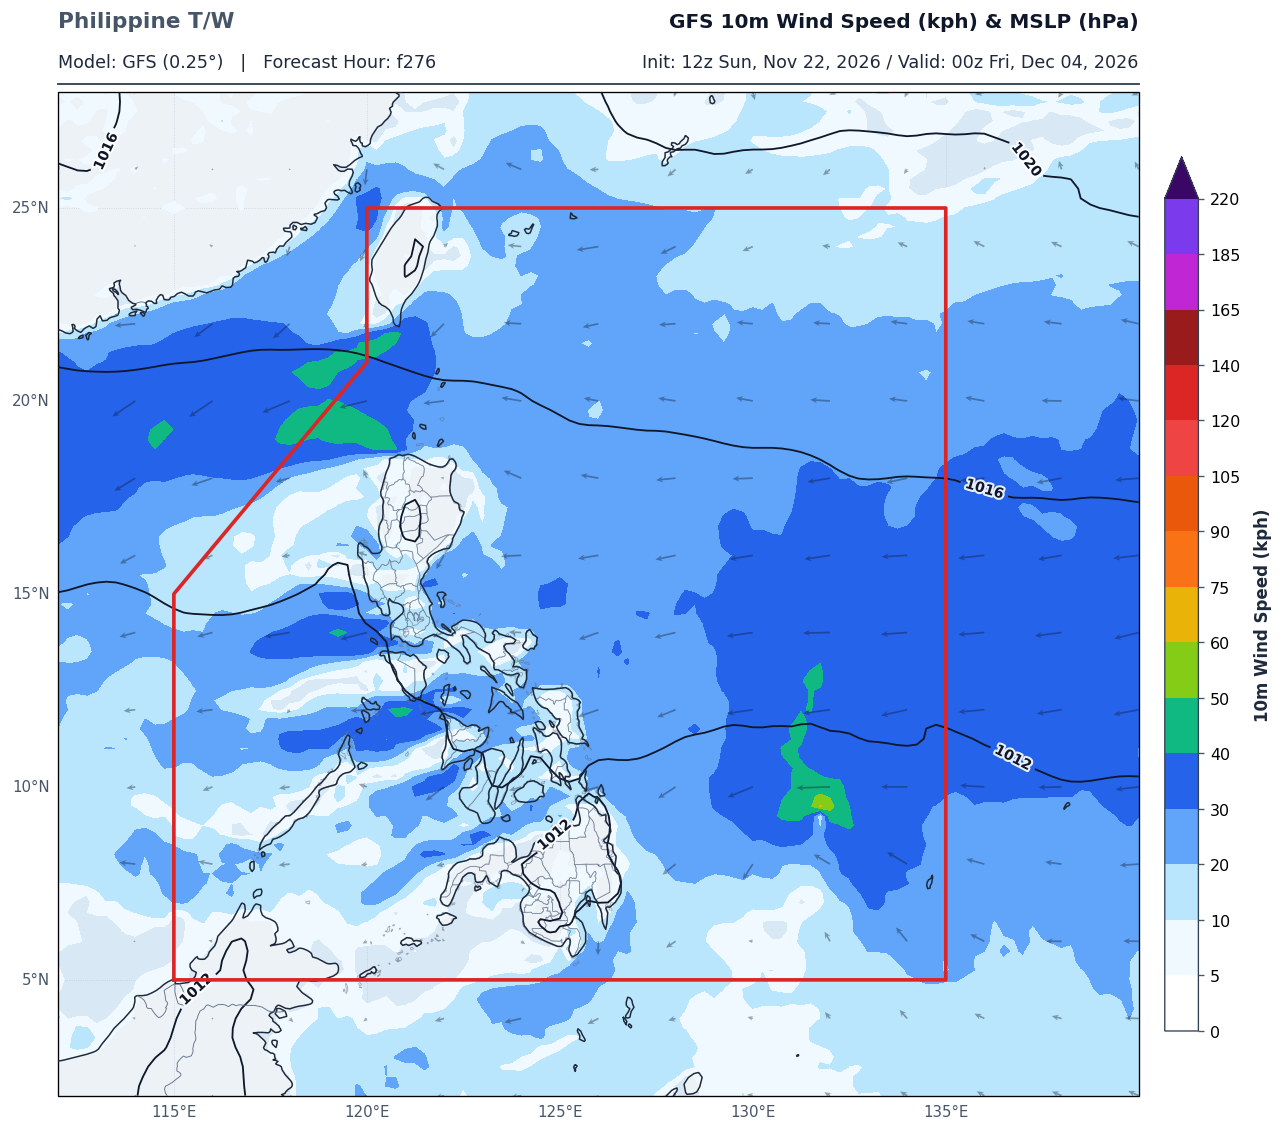 Philippine T/W
GFS 10m Wind Speed (kph) & MSLP (hPa)
Model: GFS (0.25°) | Forecast Hour: f276
Init: 12z Sun, Nov 22, 2026 / Valid: 00z Fri, Dec 04, 2026
1016
1020
25°N
20°N
1016
15°N
1012
10°N
1012
5°N
1012
115°E
120°E
125°E
130°E
135°E
220
185
165
140
120
105
90
75
60
50
40
30
20
10
5
0
10m Wind Speed (kph)